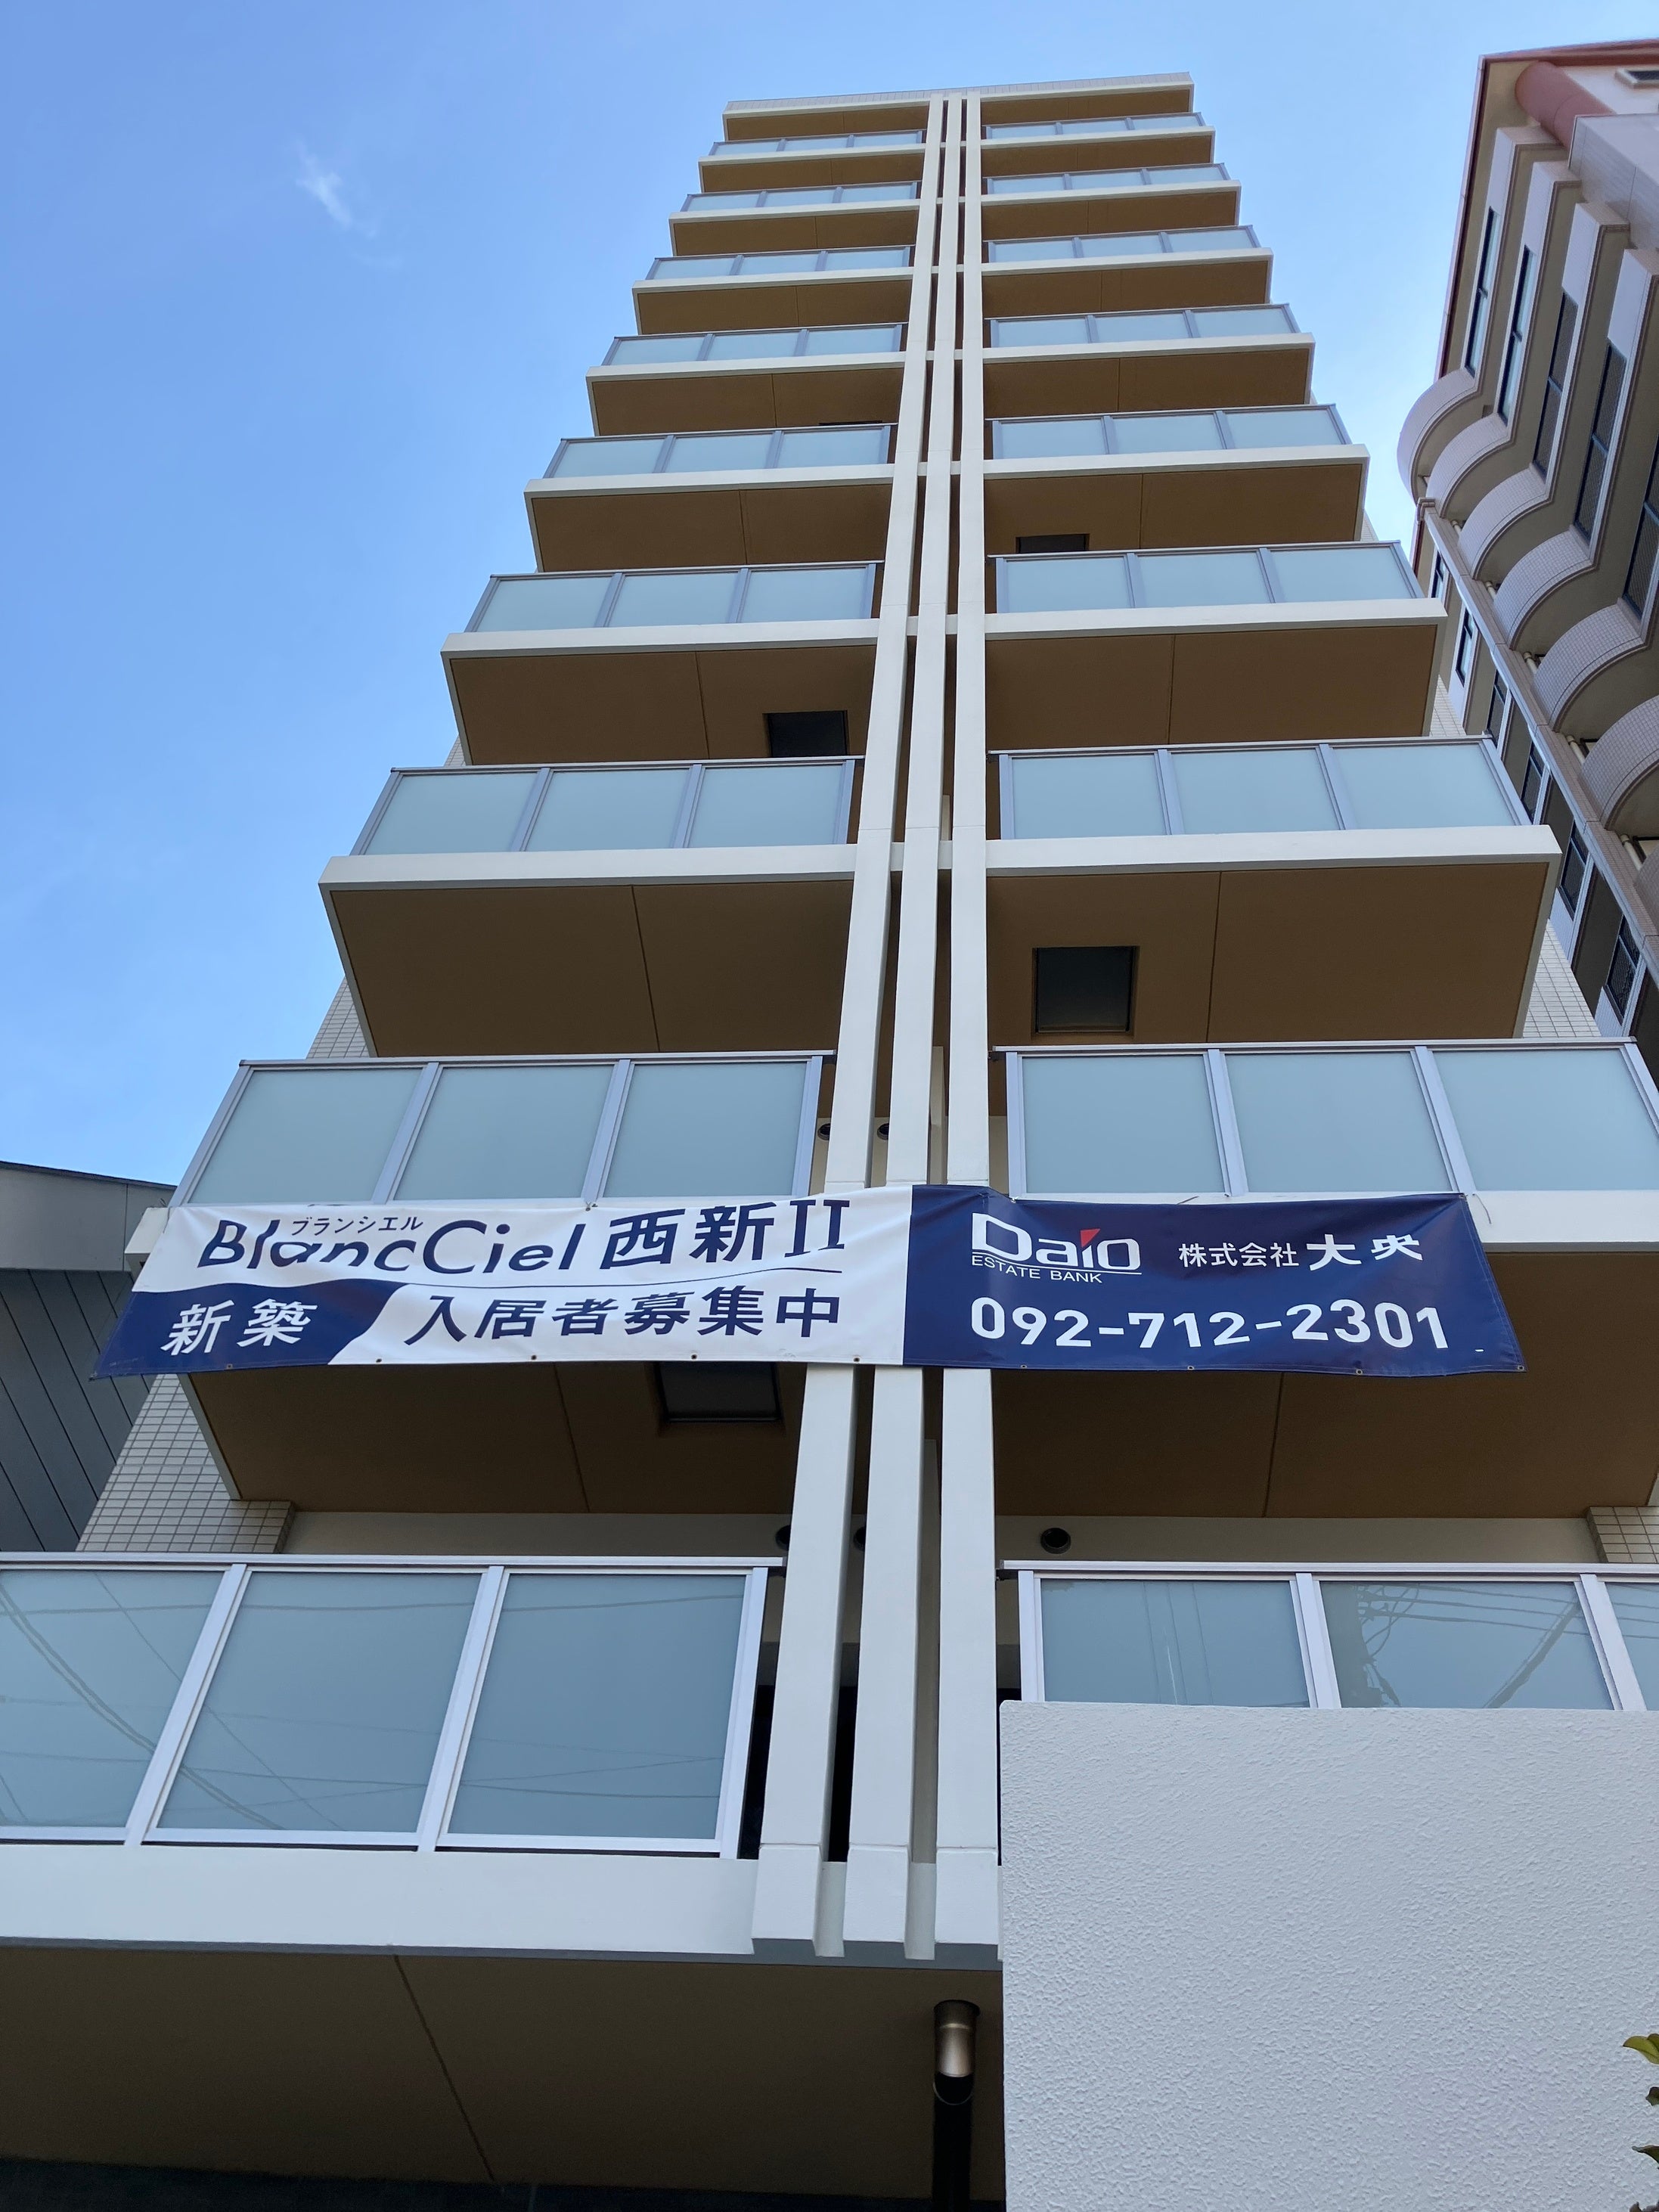 ブランシエル
BlancCiel 西新II
新築 入居者募集中
Daio 株式会社 大央
ESTATE BANK
092-712-2301